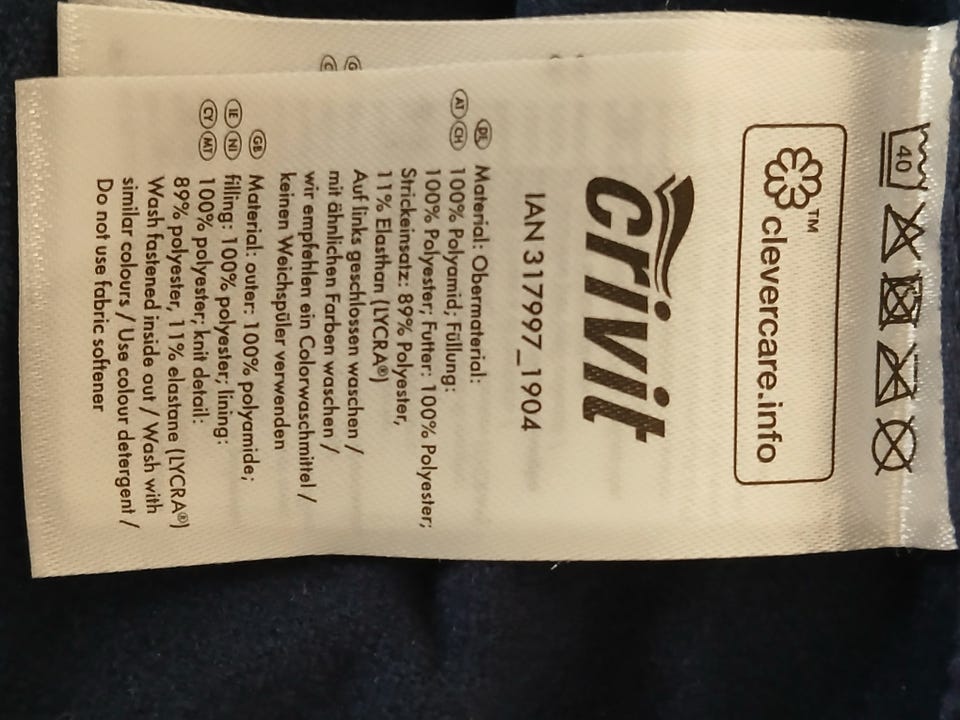 40
clevercare.info™
crivit
IAN 317997_1904
DE Material: Obermaterial:
AT CH 100% Polyamid; Füllung:
100% Polyester; Futter: 100% Polyester;
Strickeinsatz: 89% Polyester,
11% Elasthan (LYCRA®)
Auf links geschlossen waschen /
mit ähnlichen Farben waschen /
wir empfehlen ein Colorwaschmittel /
keinen Weichspüler verwenden
GB Material: outer: 100% polyamide;
IE NI filling: 100% polyester; lining:
CY MT 100% polyester; knit detail:
89% polyester, 11% elastane (LYCRA®)
Wash fastened inside out / Wash with
similar colours / Use colour detergent /
Do not use fabric softener